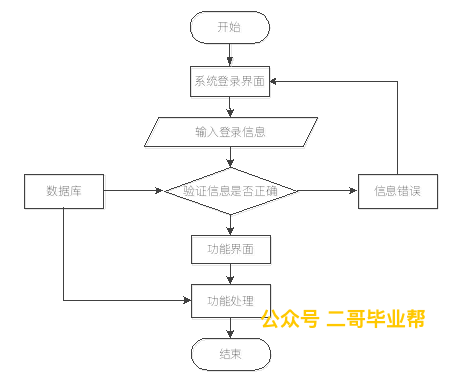 开始
系统登录界面
输入登录信息
数据库
验证信息是否正确
信息错误
功能界面
功能处理
公众号 二哥毕业帮
结束